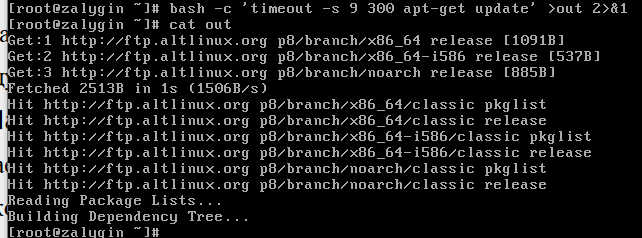 [root@zalygin ~]# bash -c 'timeout -s 9 300 apt-get update' >out 2>&1
[root@zalygin ~]# cat out
Get:1 http://ftp.altlinux.org p8/branch/x86_64 release [1091B]
Get:2 http://ftp.altlinux.org p8/branch/x86_64-i586 release [537B]
Get:3 http://ftp.altlinux.org p8/branch/noarch release [885B]
Fetched 2513B in 1s (1506B/s)
Hit http://ftp.altlinux.org p8/branch/x86_64/classic pkglist
Hit http://ftp.altlinux.org p8/branch/x86_64/classic release
Hit http://ftp.altlinux.org p8/branch/x86_64-i586/classic pkglist
Hit http://ftp.altlinux.org p8/branch/x86_64-i586/classic release
Hit http://ftp.altlinux.org p8/branch/noarch/classic pkglist
Hit http://ftp.altlinux.org p8/branch/noarch/classic release
Reading Package Lists...
Building Dependency Tree...
[root@zalygin ~]#